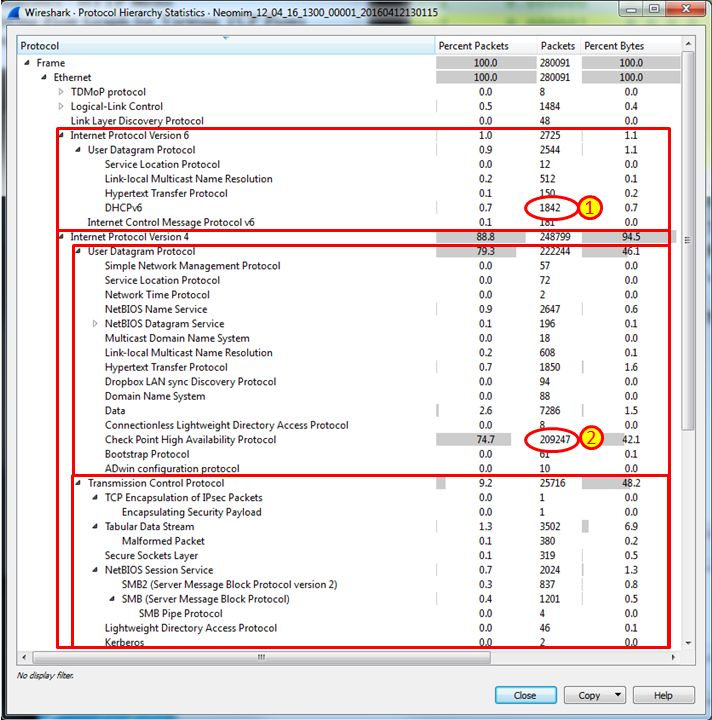 Wireshark - Protocol Hierarchy Statistics - Neomim_12_04_16_1300_00001_20160412130115
Protocol Percent Packets Packets Percent Bytes
Frame 100.0 280091 100.0
Ethernet 100.0 280091 100.0
TDMoP protocol 0.0 8 0.0
Logical-Link Control 0.5 1484 0.4
Link Layer Discovery Protocol 0.0 48 0.0
Internet Protocol Version 6 1.0 2725 1.1
User Datagram Protocol 0.9 2544 1.1
Service Location Protocol 0.0 12 0.0
Link-local Multicast Name Resolution 0.2 512 0.1
Hypertext Transfer Protocol 0.1 150 0.2
DHCPv6 0.7 1842 0.7
1
Internet Control Message Protocol v6 0.1 181 0.0
Internet Protocol Version 4 88.8 248799 94.5
User Datagram Protocol 79.3 222244 46.1
Simple Network Management Protocol 0.0 57 0.0
Service Location Protocol 0.0 72 0.0
Network Time Protocol 0.0 2 0.0
NetBIOS Name Service 0.9 2647 0.6
NetBIOS Datagram Service 0.1 196 0.1
Multicast Domain Name System 0.0 18 0.0
Link-local Multicast Name Resolution 0.2 608 0.1
Hypertext Transfer Protocol 0.7 1850 1.6
Dropbox LAN sync Discovery Protocol 0.0 94 0.0
Domain Name System 0.0 88 0.0
Data 2.6 7286 1.5
Connectionless Lightweight Directory Access Protocol 0.0 8 0.0
Check Point High Availability Protocol 74.7 209247 42.1
2
Bootstrap Protocol 0.0 61 0.1
ADwin configuration protocol 0.0 10 0.0
Transmission Control Protocol 9.2 25716 48.2
TCP Encapsulation of IPsec Packets 0.0 1 0.0
Encapsulating Security Payload 0.0 1 0.0
Tabular Data Stream 1.3 3502 6.9
Malformed Packet 0.1 380 0.2
Secure Sockets Layer 0.1 319 0.5
NetBIOS Session Service 0.7 2024 1.3
SMB2 (Server Message Block Protocol version 2) 0.3 837 0.8
SMB (Server Message Block Protocol) 0.4 1201 0.5
SMB Pipe Protocol 0.0 4 0.0
Lightweight Directory Access Protocol 0.0 46 0.1
Kerberos 0.0 2 0.0
No display filter.
Close Copy Help